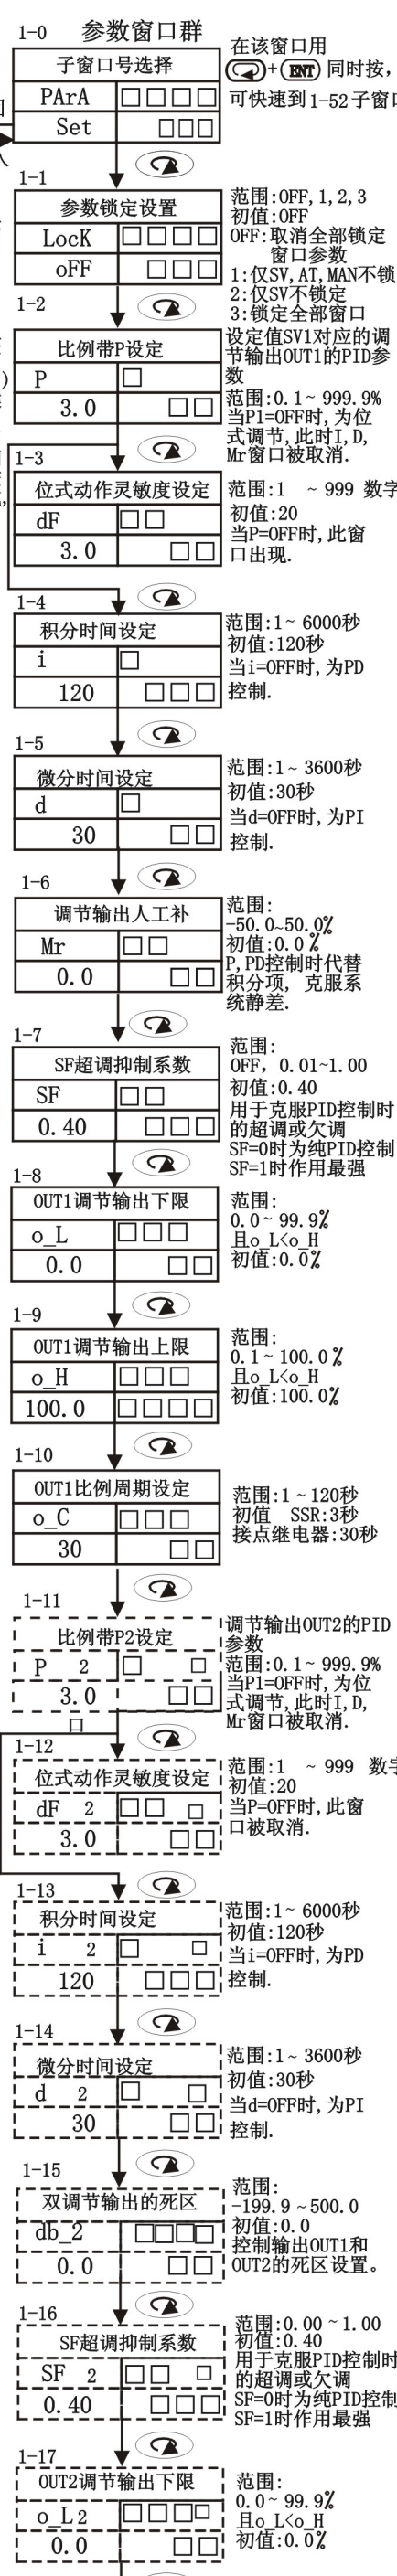 1-0 参数窗口群
子窗口号选择
PArA □□□□
Set □□□
在该窗口用
+ENT 同时按,
可快速到1-52子窗口
1-1
参数锁定设置
LocK □□□□
oFF □□□
范围:OFF,1,2,3
初值:OFF
OFF:取消全部锁定
窗口参数
1:仅SV,AT,MAN不锁
2:仅SV不锁定
3:锁定全部窗口
1-2
比例带P设定
P □
3.0 □□
设定值SV1对应的调
节输出OUT1的PID参
数
范围:0.1~999.9%
当P1=OFF时,为位
式调节,此时I,D,
Mr窗口被取消.
1-3
位式动作灵敏度设定
dF □□
3.0 □□
范围:1 ~999 数字
初值:20
当P=OFF时,此窗
口出现.
1-4
积分时间设定
i □
120 □□□
范围:1~6000秒
初值:120秒
当i=OFF时,为PD
控制.
1-5
微分时间设定
d □
30 □□
范围:1~3600秒
初值:30秒
当d=OFF时,为PI
控制.
1-6
调节输出人工补
Mr □□
0.0 □□
范围:
-50.0~50.0%
初值:0.0%
P,PD控制时代替
积分项,克服系
统静差.
1-7
SF超调抑制系数
SF □□
0.40 □□□
范围:
OFF, 0.01~1.00
初值:0.40
用于克服PID控制时
的超调或欠调
SF=0时为纯PID控制
SF=1时作用最强
1-8
OUT1调节输出下限
o_L □□□
0.0 □□
范围:
0.0~99.9%
且o_L<o_H
初值:0.0%
1-9
OUT1调节输出上限
o_H □□□
100.0 □□□□
范围:
0.1~100.0%
且o_L<o_H
初值:100.0%
1-10
OUT1比例周期设定
o_C □□□
30 □□
范围:1~120秒
初值 SSR:3秒
接点继电器:30秒
1-11
比例带P2设定
P 2 □ □
3.0 □□
口
调节输出OUT2的PID
参数
范围:0.1~999.9%
当P1=OFF时,为位
式调节,此时I,D,
Mr窗口被取消.
1-12
位式动作灵敏度设定
dF 2 □□ □
3.0 □□
范围:1 ~999 数字
初值:20
当P=OFF时,此窗
口被取消.
1-13
积分时间设定
i 2 □ □
120 □□□
范围:1~6000秒
初值:120秒
当i=OFF时,为PD
控制.
1-14
微分时间设定
d 2 □ □
30 □□
范围:1~3600秒
初值:30秒
当d=OFF时,为PI
控制.
1-15
双调节输出的死区
db_2 □□□□
0.0 □□
范围:
-199.9~500.0
初值:0.0
控制输出OUT1和
OUT2的死区设置。
1-16
SF超调抑制系数
SF 2 □□ □
0.40 □□□
范围:0.00~1.00
初值:0.40
用于克服PID控制时
的超调或欠调
SF=0时为纯PID控制
SF=1时作用最强
1-17
OUT2调节输出下限
o_L2 □□□□
0.0 □□
范围:
0.0~99.9%
且o_L<o_H
初值:0.0%